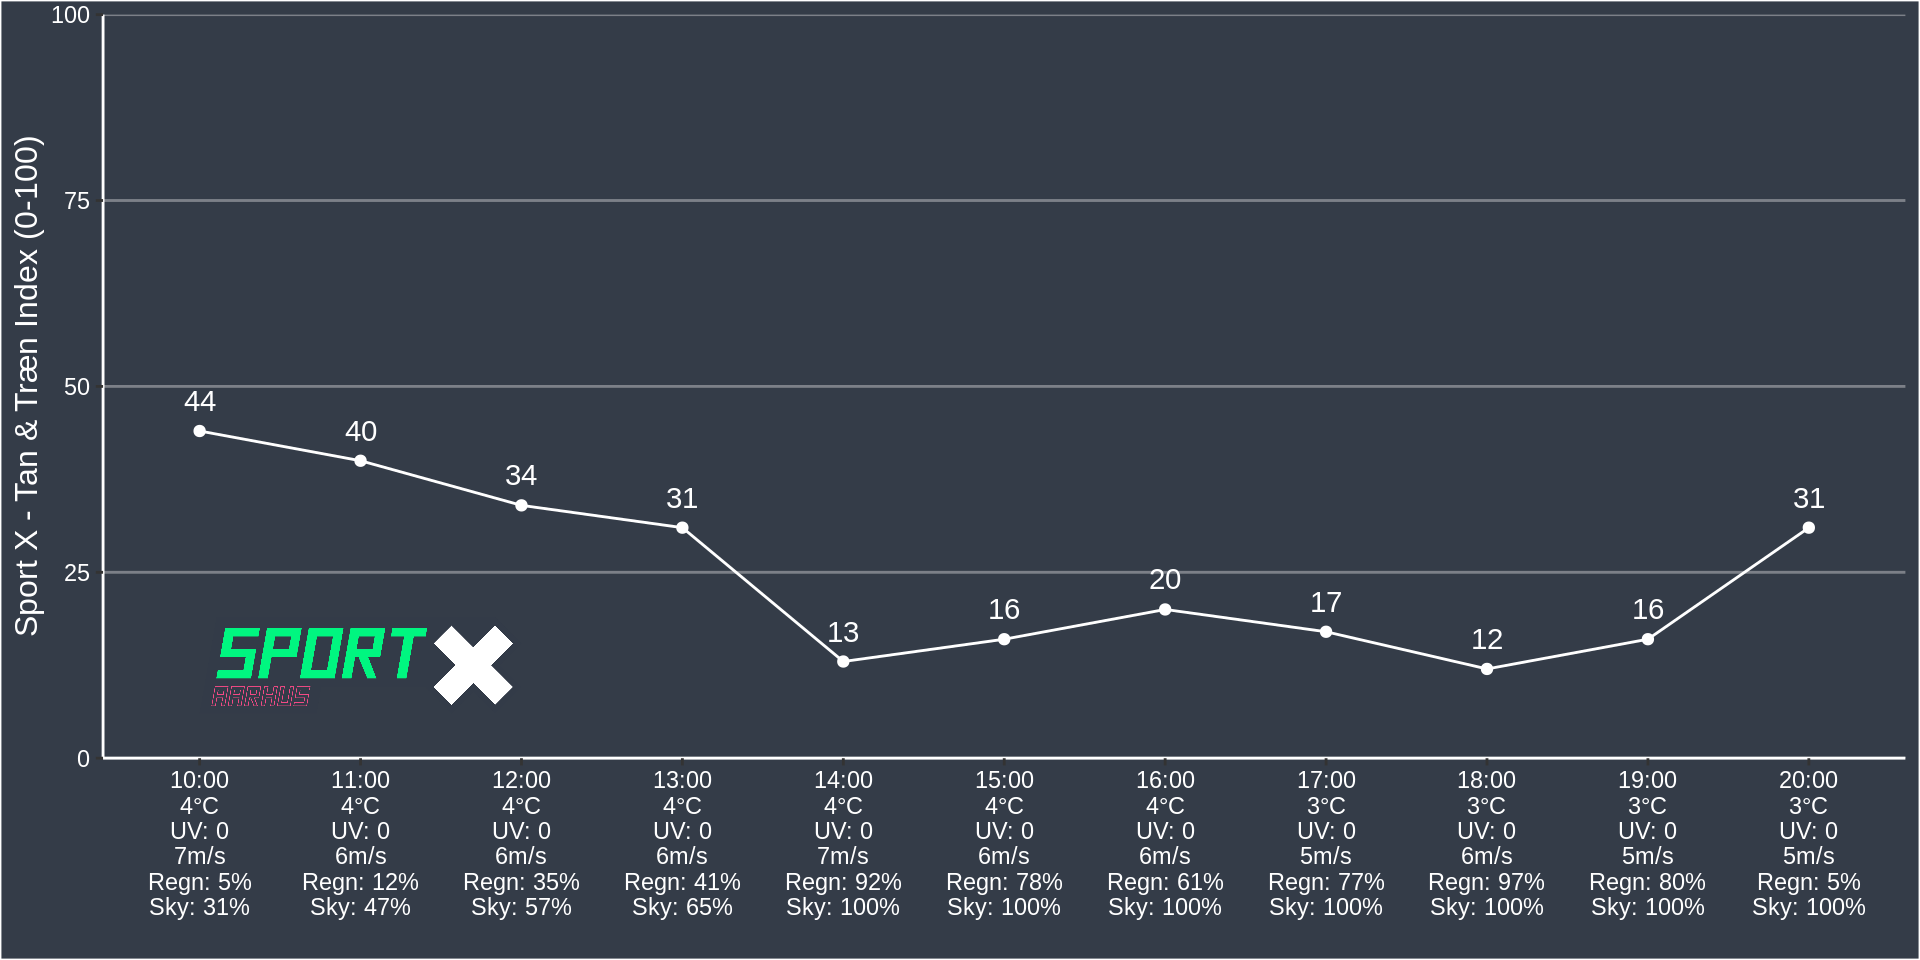 Sport X - Tan & Træn Index (0-100)
100
75
50
25
0
44
40
34
31
13
16
20
17
12
16
31
SPORT X
AARHUS
10:00 11:00 12:00 13:00 14:00 15:00 16:00 17:00 18:00 19:00 20:00
4°C 4°C 4°C 4°C 4°C 4°C 4°C 3°C 3°C 3°C 3°C
UV: 0 UV: 0 UV: 0 UV: 0 UV: 0 UV: 0 UV: 0 UV: 0 UV: 0 UV: 0 UV: 0
7m/s 6m/s 6m/s 6m/s 7m/s 6m/s 6m/s 5m/s 6m/s 5m/s 5m/s
Regn: 5% Regn: 12% Regn: 35% Regn: 41% Regn: 92% Regn: 78% Regn: 61% Regn: 77% Regn: 97% Regn: 80% Regn: 5%
Sky: 31% Sky: 47% Sky: 57% Sky: 65% Sky: 100% Sky: 100% Sky: 100% Sky: 100% Sky: 100% Sky: 100% Sky: 100%